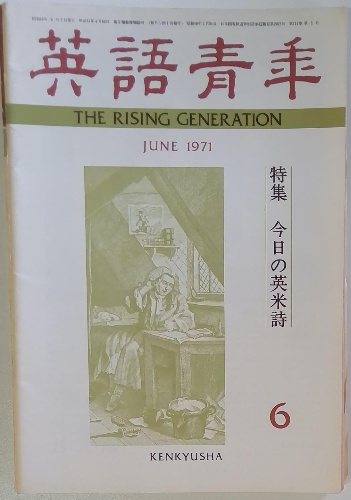 英語青年
THE RISING GENERATION
JUNE 1971
特集 今日の英米詩
6
KENKYUSHA